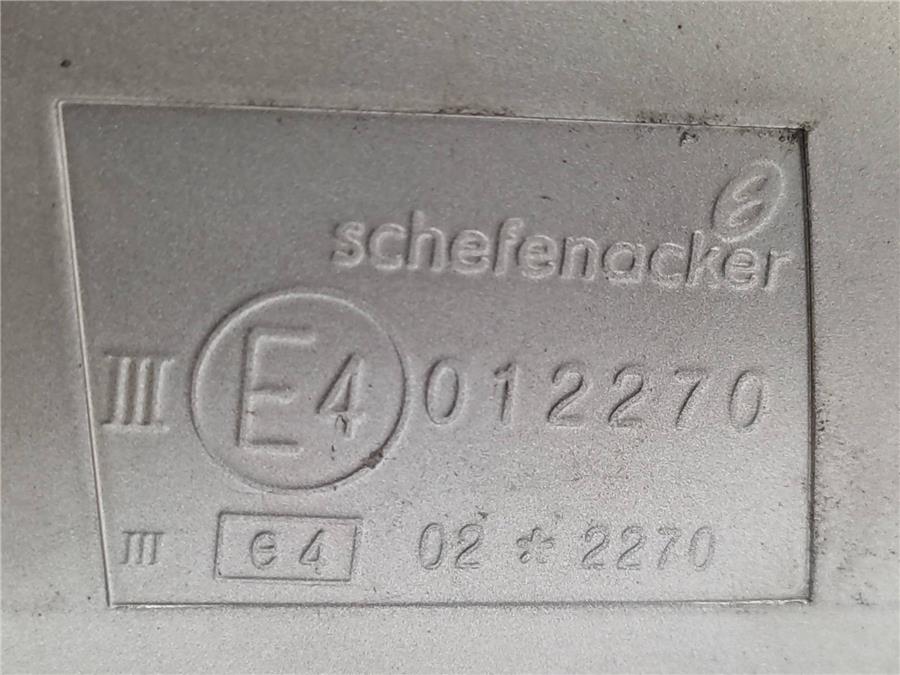 schefenacker
III E4 012270
III e4 02 * 2270